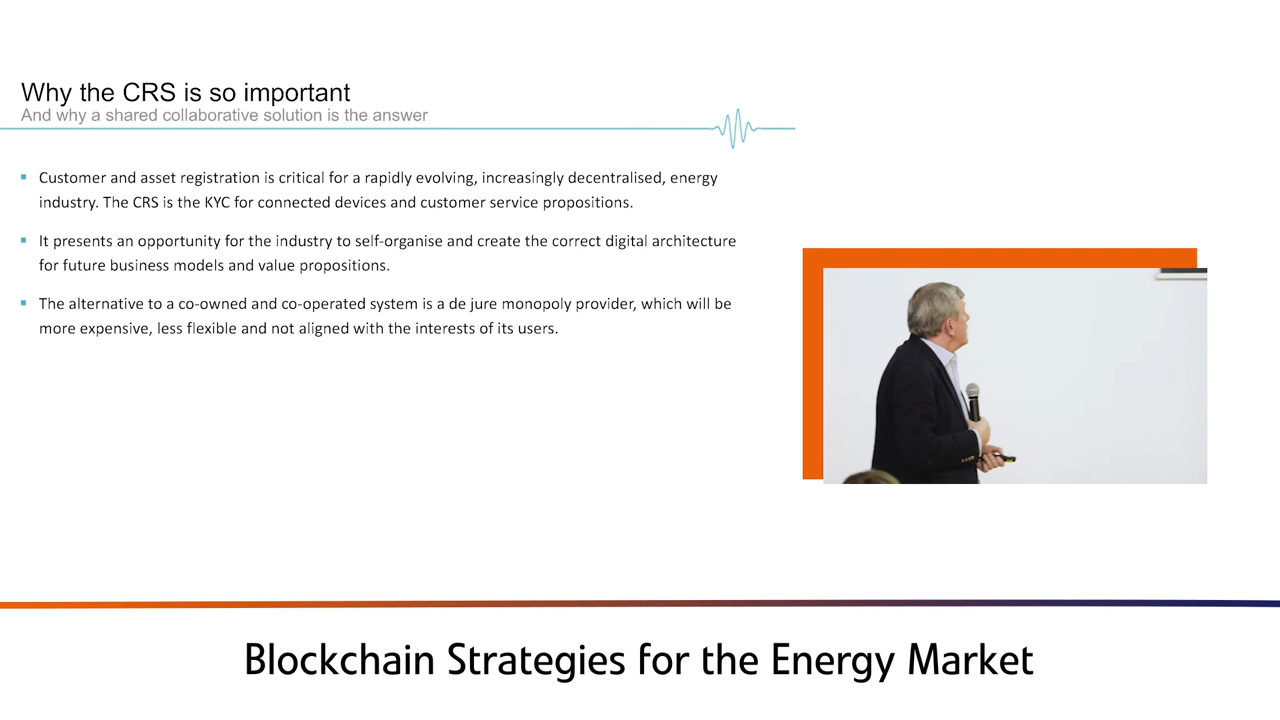 Why the CRS is so important
And why a shared collaborative solution is the answer
Customer and asset registration is critical for a rapidly evolving, increasingly decentralised, energy
industry. The CRS is the KYC for connected devices and customer service propositions.
It presents an opportunity for the industry to self-organise and create the correct digital architecture
for future business models and value propositions.
The alternative to a co-owned and co-operated system is a de jure monopoly provider, which will be
more expensive, less flexible and not aligned with the interests of its users.
Blockchain Strategies for the Energy Market